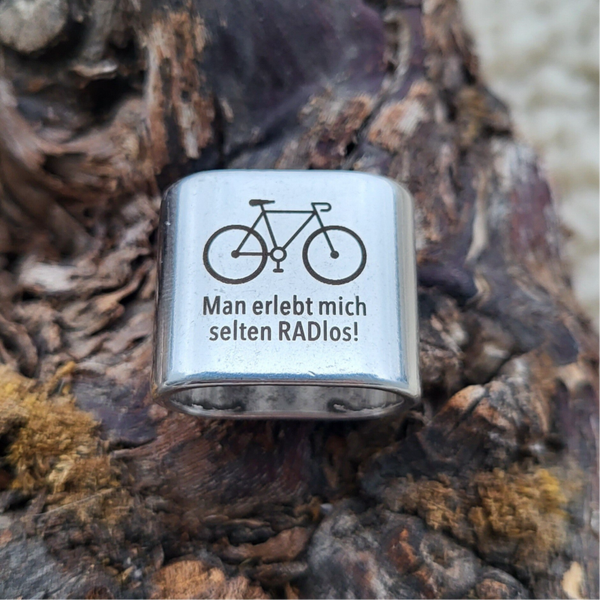 Man erlebt mich
selten RADlos!